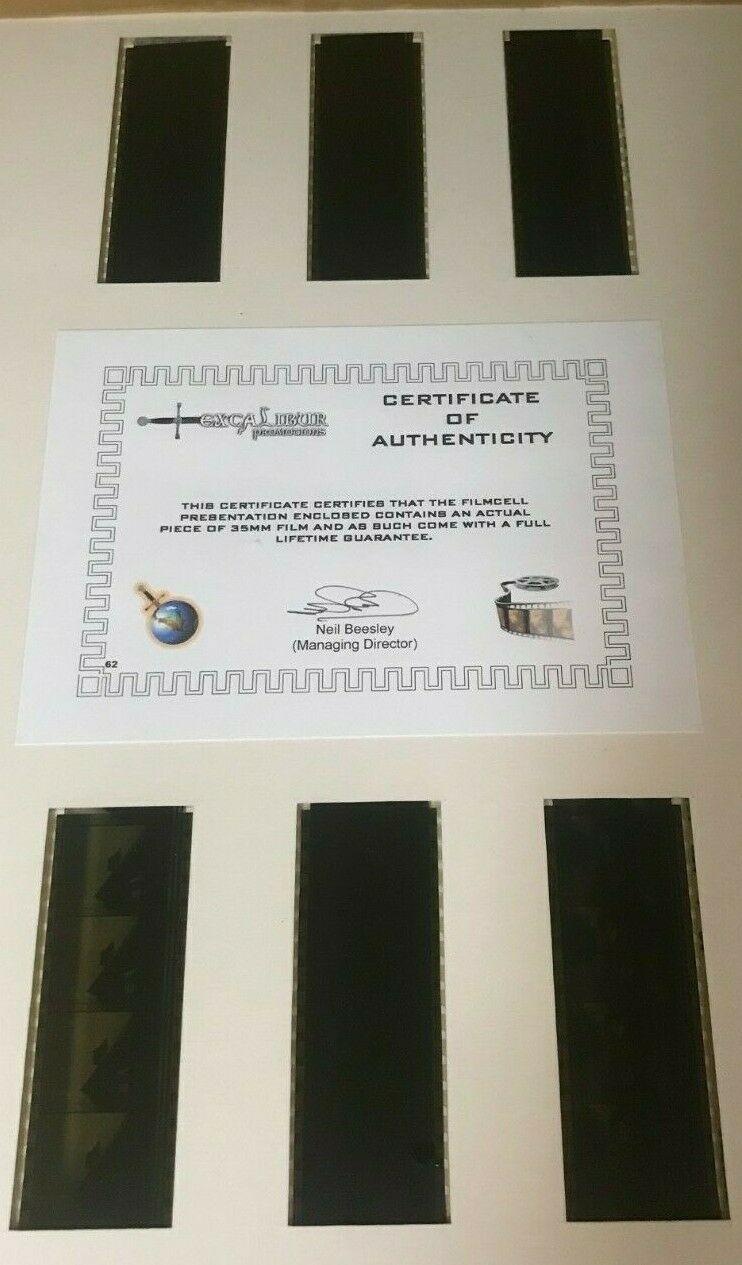 EXCALIBUR
PROMOTIONS
CERTIFICATE
OF
AUTHENTICITY
THIS CERTIFICATE CERTIFIES THAT THE FILMCELL
PRESENTATION ENCLOSED CONTAINS AN ACTUAL
PIECE OF 35MM FILM AND AS SUCH COME WITH A FULL
LIFETIME GUARANTEE.
Neil Beesley
(Managing Director)
62